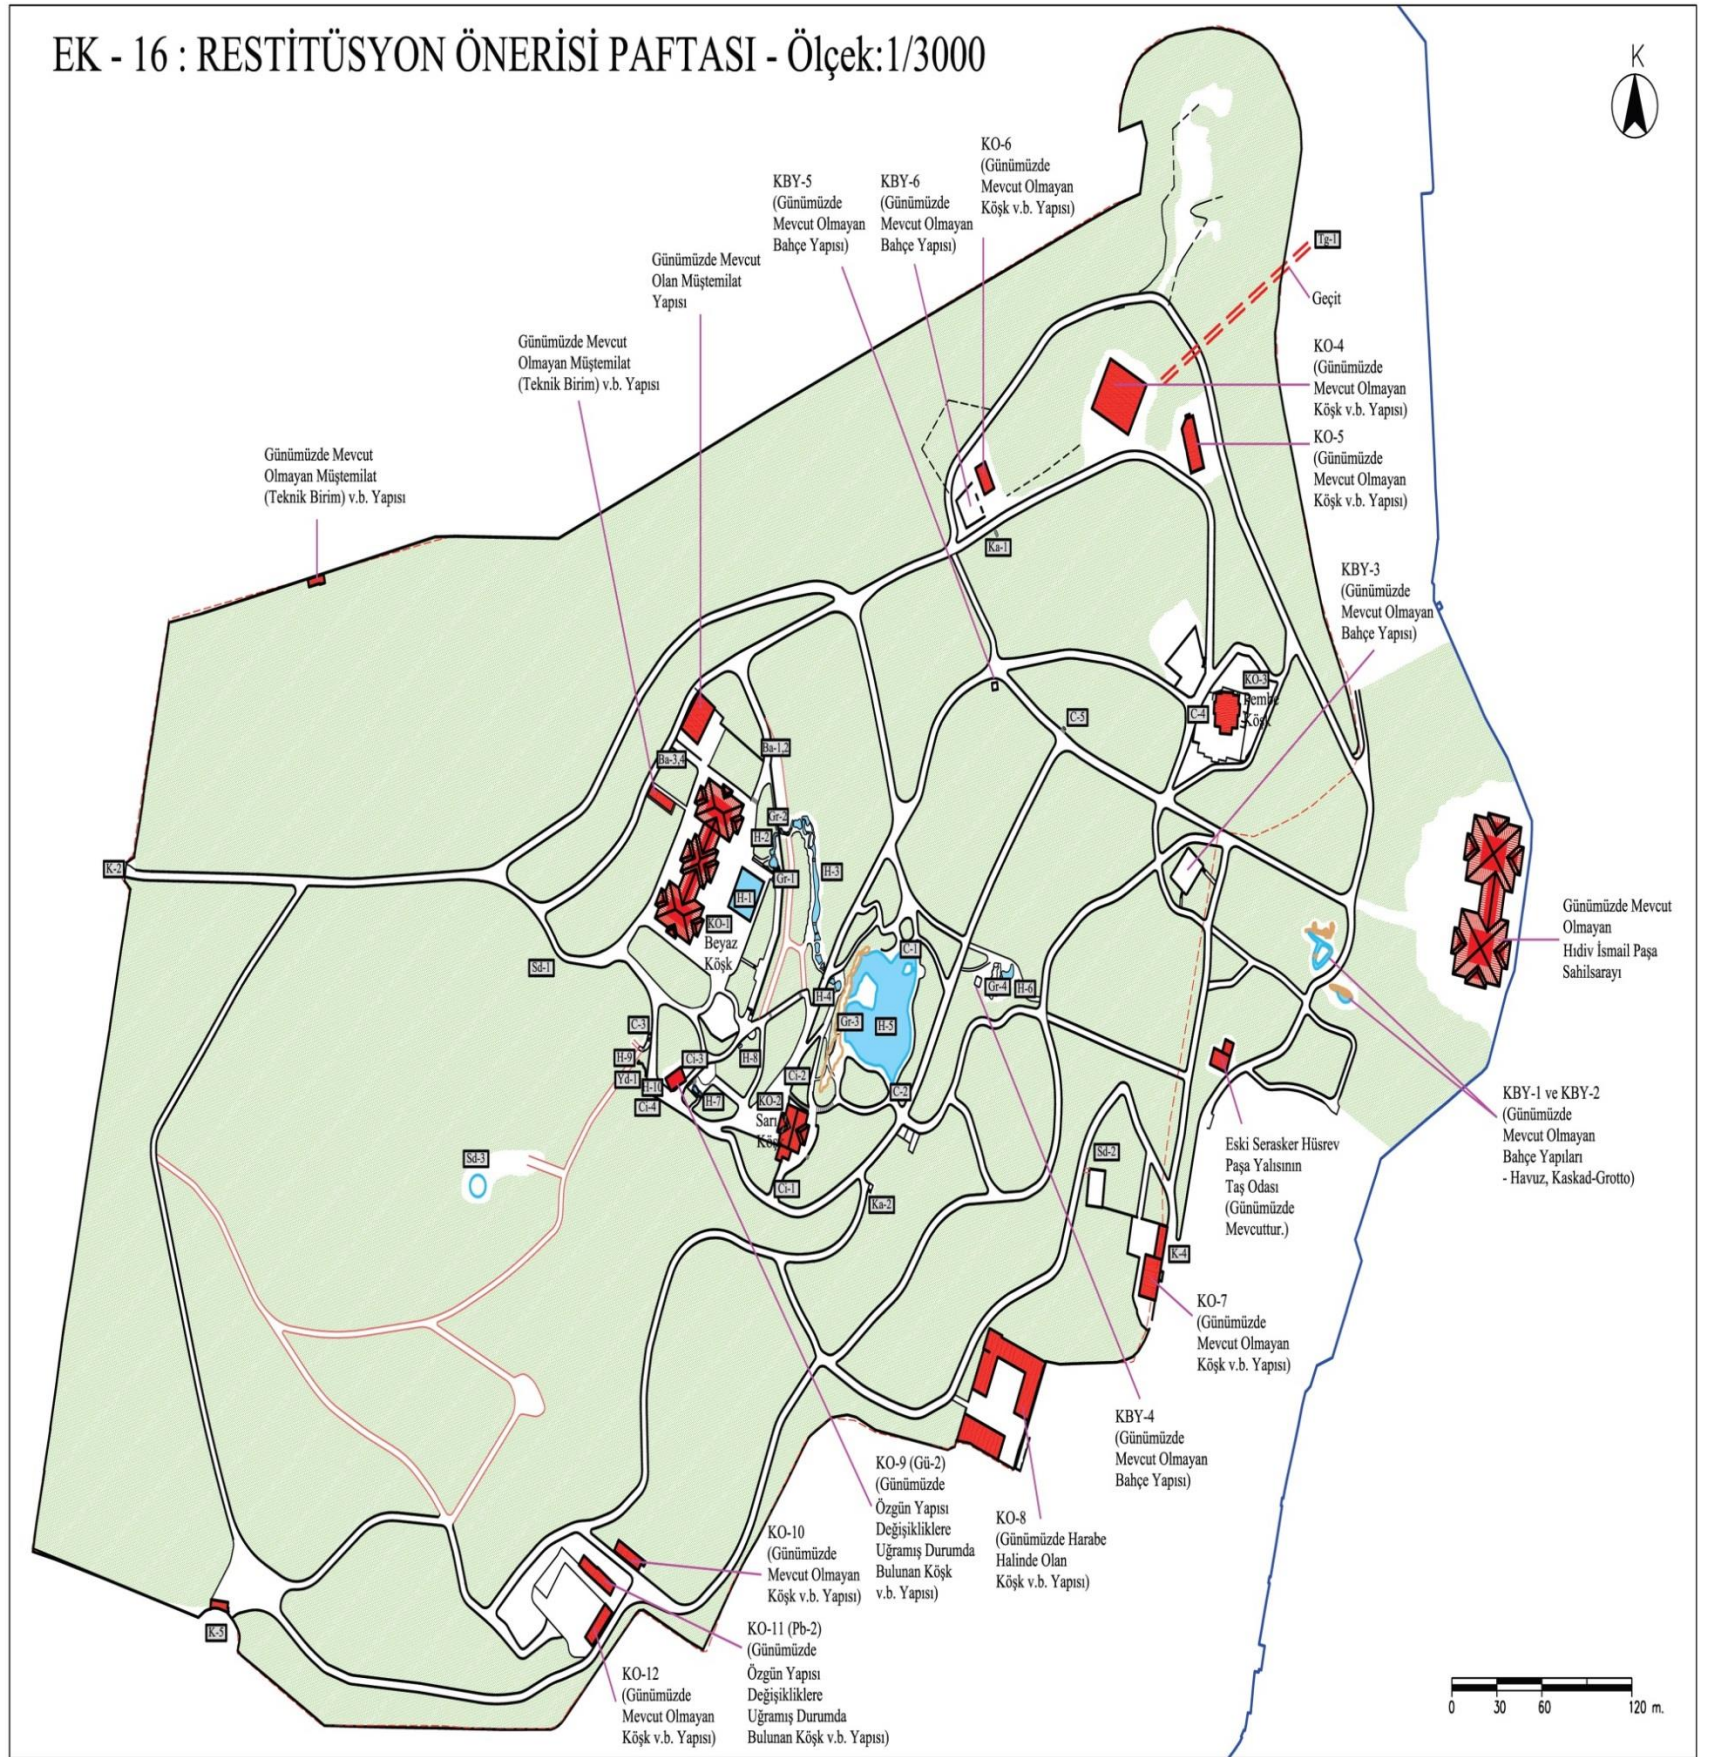 EK - 16 : RESTİTÜSYON ÖNERİSİ PAFTASI - Ölçek:1/3000
K
KO-6
(Günümüzde
Mevcut Olmayan
Köşk v.b. Yapısı)
KBY-5
(Günümüzde
Mevcut Olmayan
Bahçe Yapısı)
KBY-6
(Günümüzde
Mevcut Olmayan
Bahçe Yapısı)
Günümüzde Mevcut
Olan Müştemilat
Yapısı
Tg-1
Geçit
Günümüzde Mevcut
Olmayan Müştemilat
(Teknik Birim) v.b. Yapısı
KO-4
(Günümüzde
Mevcut Olmayan
Köşk v.b. Yapısı)
KO-5
(Günümüzde
Mevcut Olmayan
Köşk v.b. Yapısı)
Günümüzde Mevcut
Olmayan Müştemilat
(Teknik Birim) v.b. Yapısı
Ka-1
KBY-3
(Günümüzde
Mevcut Olmayan
Bahçe Yapısı)
KO-3
Pembe
Köşk
C-4
C-5
Ba-1,2
Ba-3,4
Gr-2
H-2
K-2
H-3
Gr-1
H-1
KO-1
Beyaz
Köşk
Günümüzde Mevcut
Olmayan
Hıdiv İsmail Paşa
Sahilsarayı
C-1
Sd-1
Gr-4
H-6
H-4
Gr-3
H-5
C-3
H-9
Ci-3
H-8
Yd-1
H-10
Ci-2
C-2
Ci-4
H-7
KO-2
Sarı
Köşk
KBY-1 ve KBY-2
(Günümüzde
Mevcut Olmayan
Bahçe Yapıları
- Havuz, Kaskad-Grotto)
Eski Serasker Hüsrev
Paşa Yalısının
Taş Odası
(Günümüzde
Mevcuttur.)
Sd-2
Sd-3
Ci-1
Ka-2
K-4
KO-7
(Günümüzde
Mevcut Olmayan
Köşk v.b. Yapısı)
KBY-4
(Günümüzde
Mevcut Olmayan
Bahçe Yapısı)
KO-9 (Gü-2)
(Günümüzde
Özgün Yapısı
Değişikliklere
Uğramış Durumda
Bulunan Köşk
v.b. Yapısı)
KO-8
(Günümüzde Harabe
Halinde Olan
Köşk v.b. Yapısı)
KO-10
(Günümüzde
Mevcut Olmayan
Köşk v.b. Yapısı)
K-5
KO-11 (Pb-2)
(Günümüzde
Özgün Yapısı
Değişikliklere
Uğramış Durumda
Bulunan Köşk v.b. Yapısı)
KO-12
(Günümüzde
Mevcut Olmayan
Köşk v.b. Yapısı)
0 30 60 120 m.